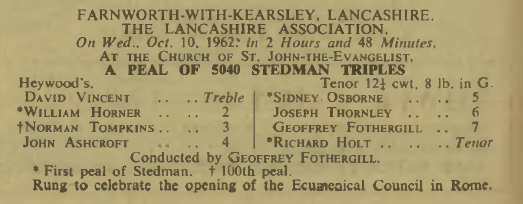 FARNWORTH-WITH-KEARSLEY, LANCASHIRE.
THE LANCASHIRE ASSOCIATION.
On Wed., Oct. 10, 1962, in 2 Hours and 48 Minutes,
AT THE CHURCH OF ST. JOHN-THE-EVANGELIST,
A PEAL OF 5040 STEDMAN TRIPLES
Heywood's. Tenor 12¼ cwt. 8 lb. in G.
DAVID VINCENT .. .. Treble
*WILLIAM HORNER .. .. 2
†NORMAN TOMPKINS .. .. 3
JOHN ASHCROFT .. .. 4
*SIDNEY OSBORNE .. .. 5
JOSEPH THORNLEY .. .. 6
GEOFFREY FOTHERGILL .. .. 7
*RICHARD HOLT .. .. .. Tenor
Conducted by GEOFFREY FOTHERGILL.
* First peal of Stedman. † 100th peal.
Rung to celebrate the opening of the Ecumenical Council in Rome.